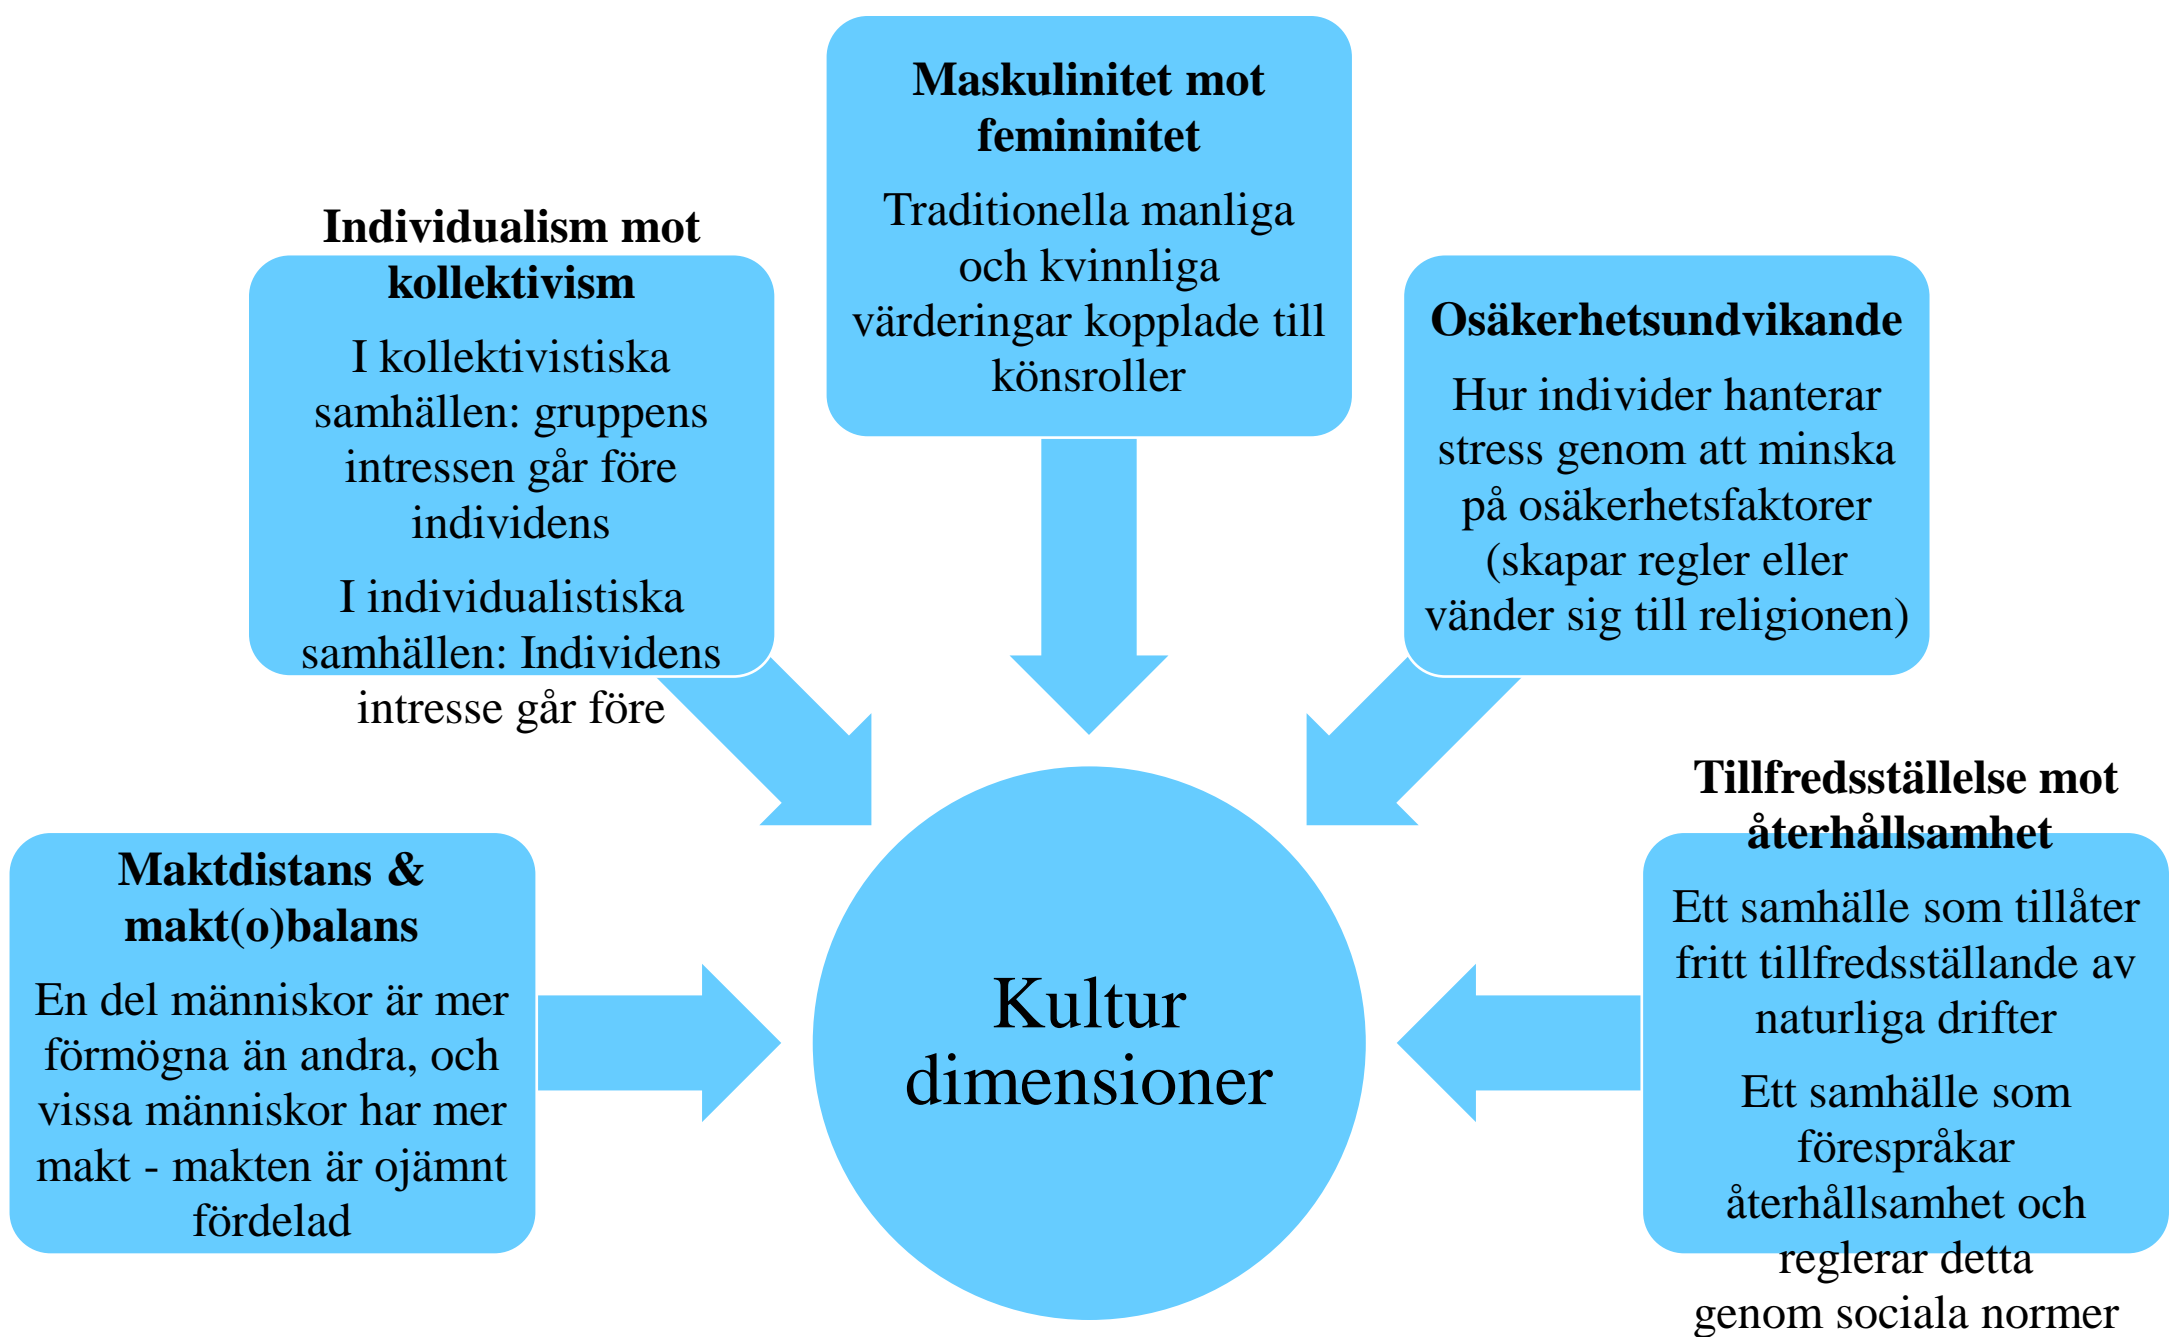 Maskulinitet mot
femininitet
Traditionella manliga
och kvinnliga
värderingar kopplade till
könsroller
Individualism mot
kollektivism
I kollektivistiska
samhällen: gruppens
intressen går före
individens
I individualistiska
samhällen: Individens
intresse går före
Osäkerhetsundvikande
Hur individer hanterar
stress genom att minska
på osäkerhetsfaktorer
(skapar regler eller
vänder sig till religionen)
Maktdistans &
makt(o)balans
En del människor är mer
förmögna än andra, och
vissa människor har mer
makt - makten är ojämnt
fördelad
Kultur
dimensioner
Tillfredsställelse mot
återhållsamhet
Ett samhälle som tillåter
fritt tillfredsställande av
naturliga drifter
Ett samhälle som
förespråkar
återhållsamhet och
reglerar detta
genom sociala normer